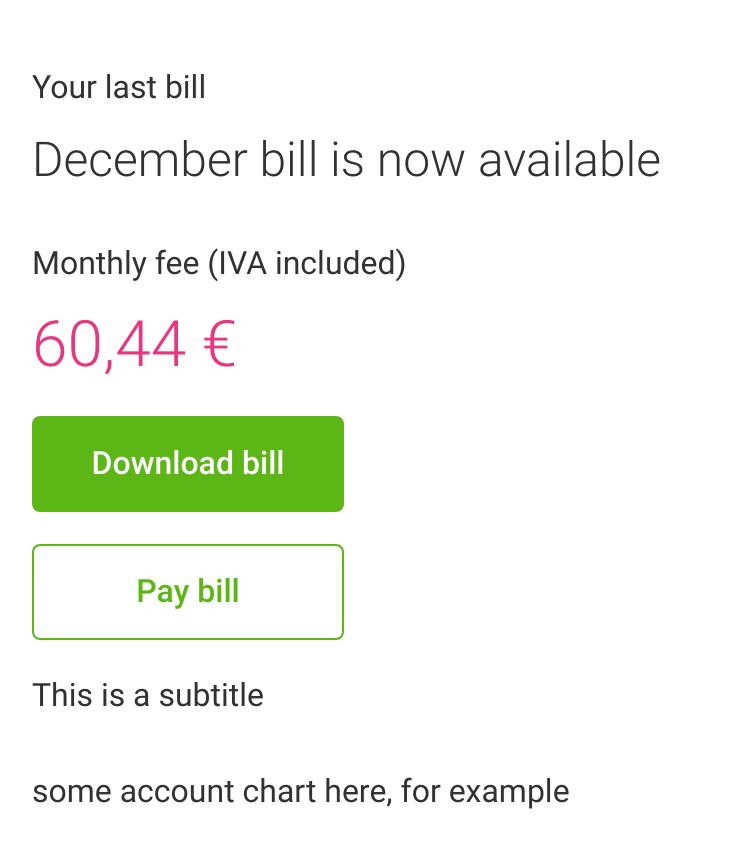 Your last bill
December bill is now available
Monthly fee (IVA included)
60,44 €
Download bill
Pay bill
This is a subtitle
some account chart here, for example